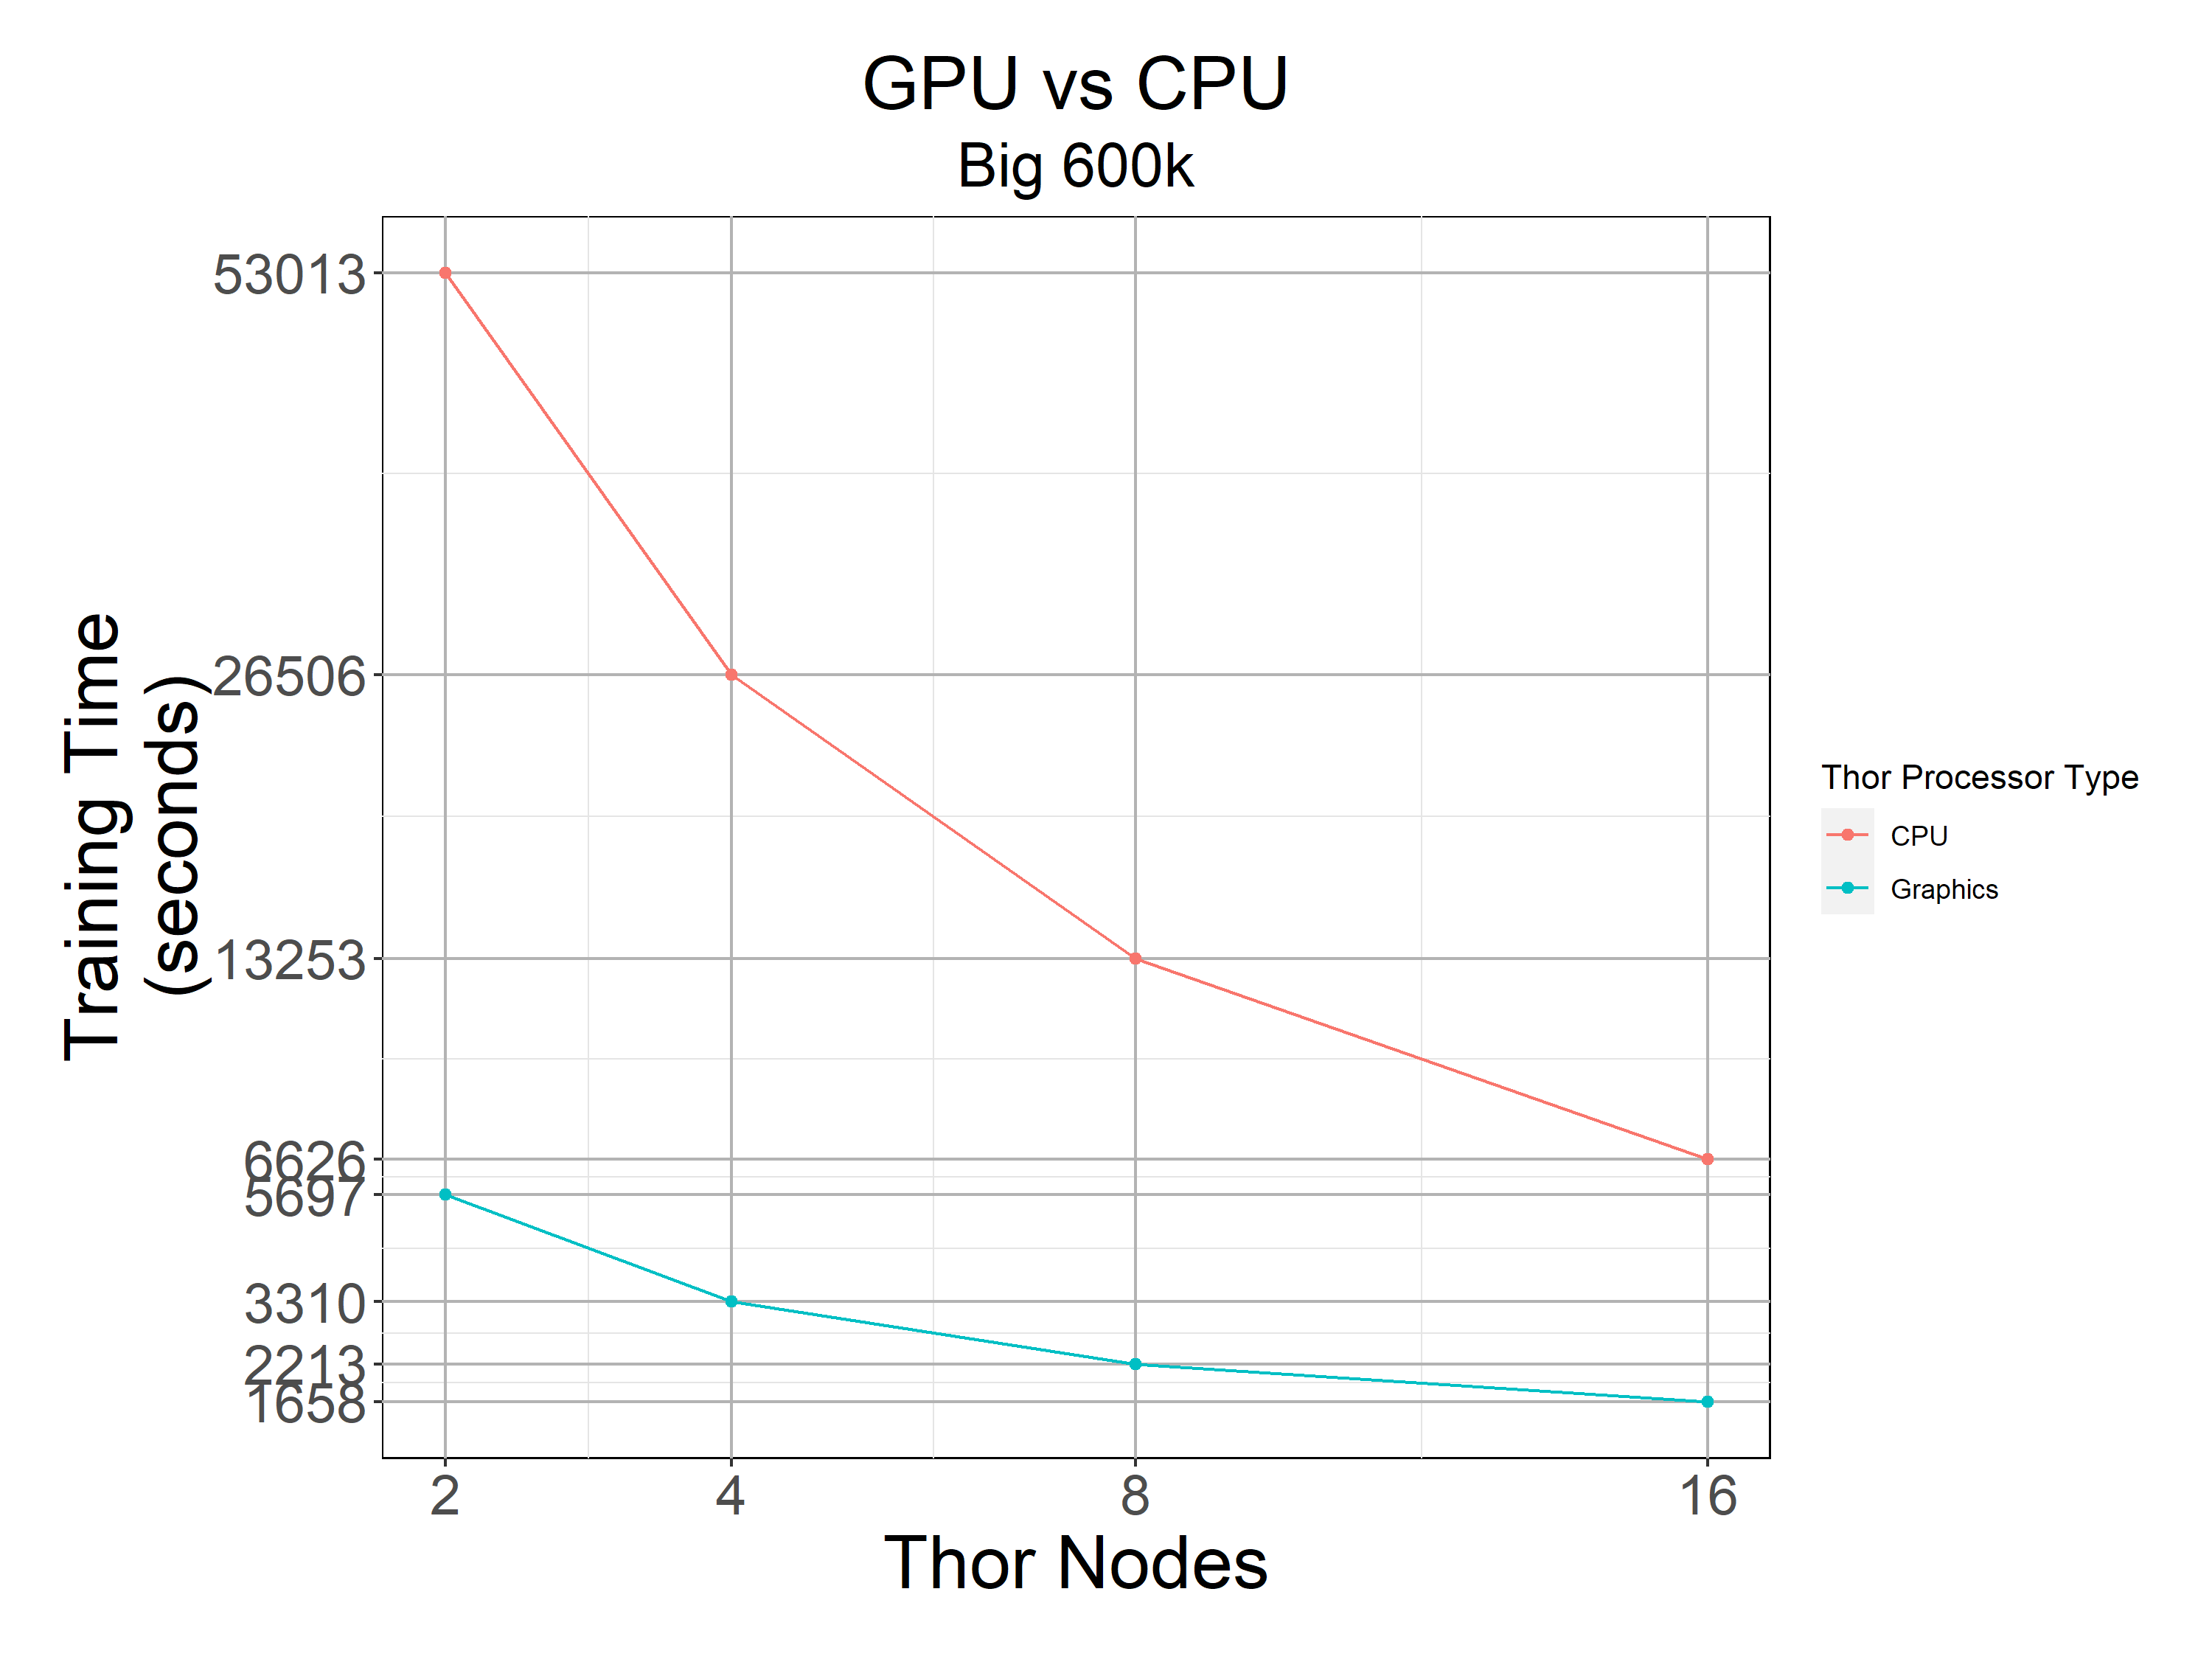 GPU vs CPU
Big 600k
Training Time
(seconds)
53013
26506
13253
6626
5697
3310
2213
1658
2
4
8
16
Thor Nodes
Thor Processor Type
CPU
Graphics